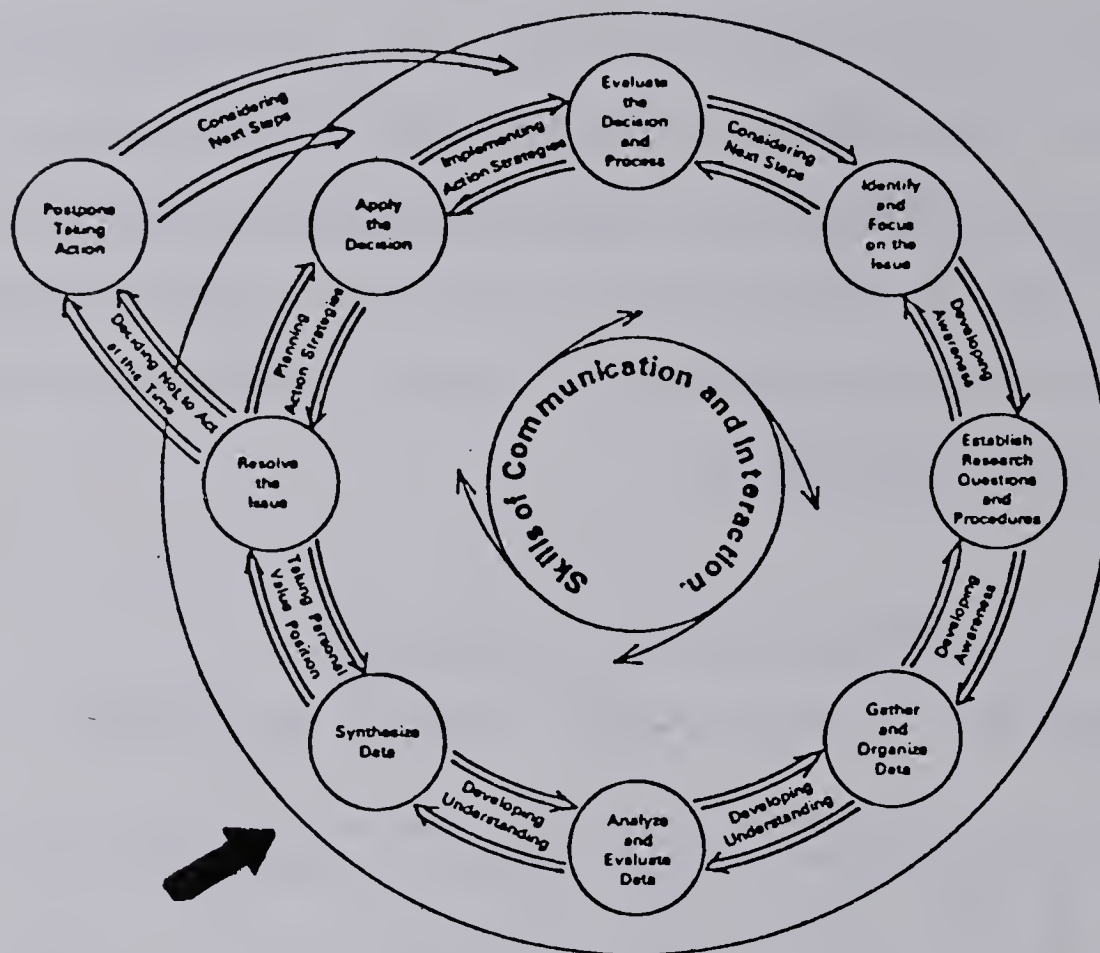 Evaluate
the
Decision
and
Process
Considering
Next Steps
Identify
and
Focus
on the
Issue
Developing
Awareness
Establish
Research
Questions
and
Procedures
Developing
Awareness
Gather
and
Organize
Data
Developing
Understanding
Analyze
and
Evaluate
Data
Developing
Understanding
Synthesize
Data
Taking Personal
Value Position
Resolve
the
Issue
Planning
Action Strategies
Apply
the
Decision
Implementing
Action Strategies
Deciding Not to Act
at this Time
Postpone
Taking
Action
Considering
Next Steps
Skills of Communication and Interaction.